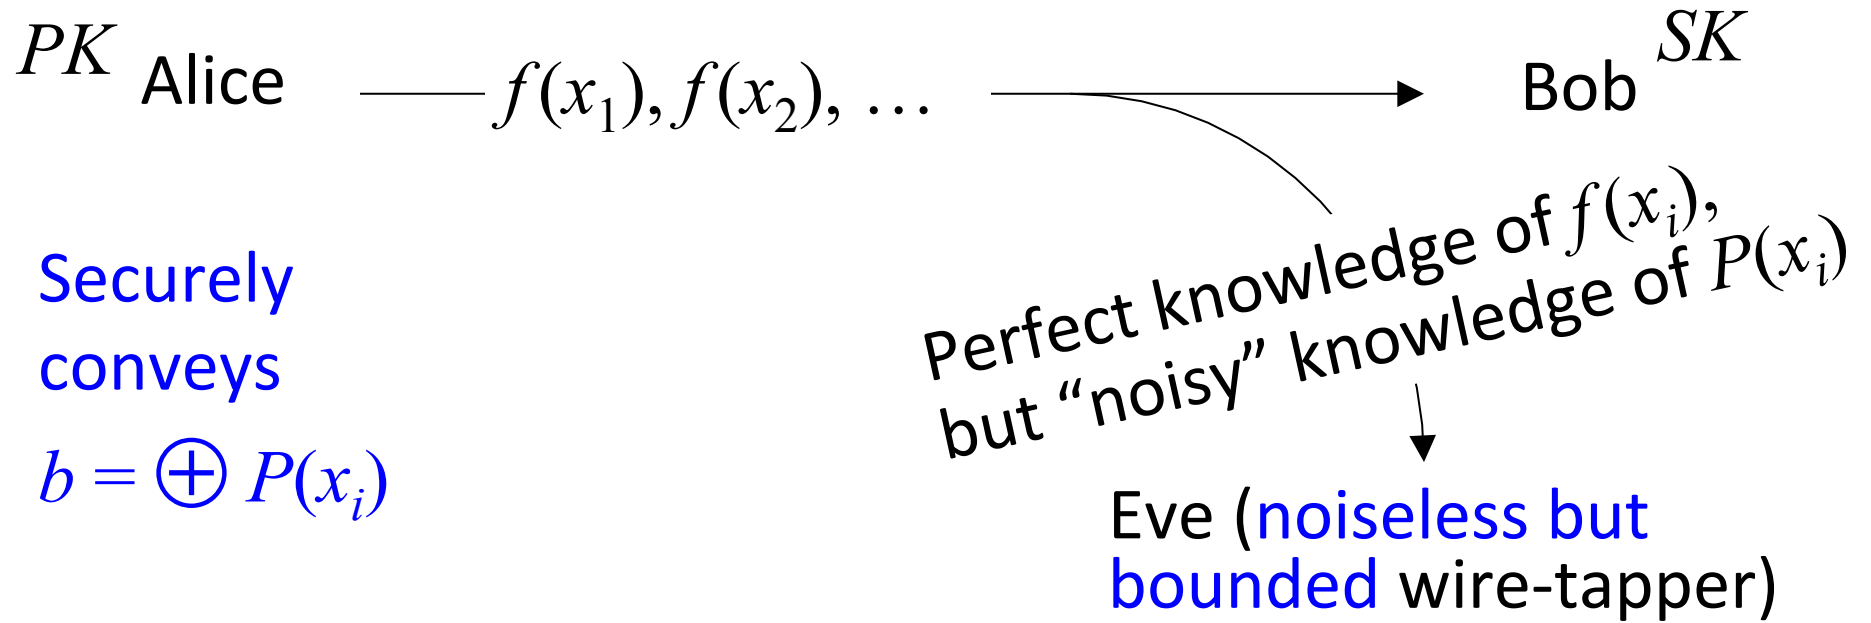 PK Alice f(x₁), f(x₂), … Bob SK
Securely
conveys
b = ⊕ P(xᵢ)
Perfect knowledge of f(xᵢ),
but “noisy” knowledge of P(xᵢ)
Eve (noiseless but
bounded wire-tapper)